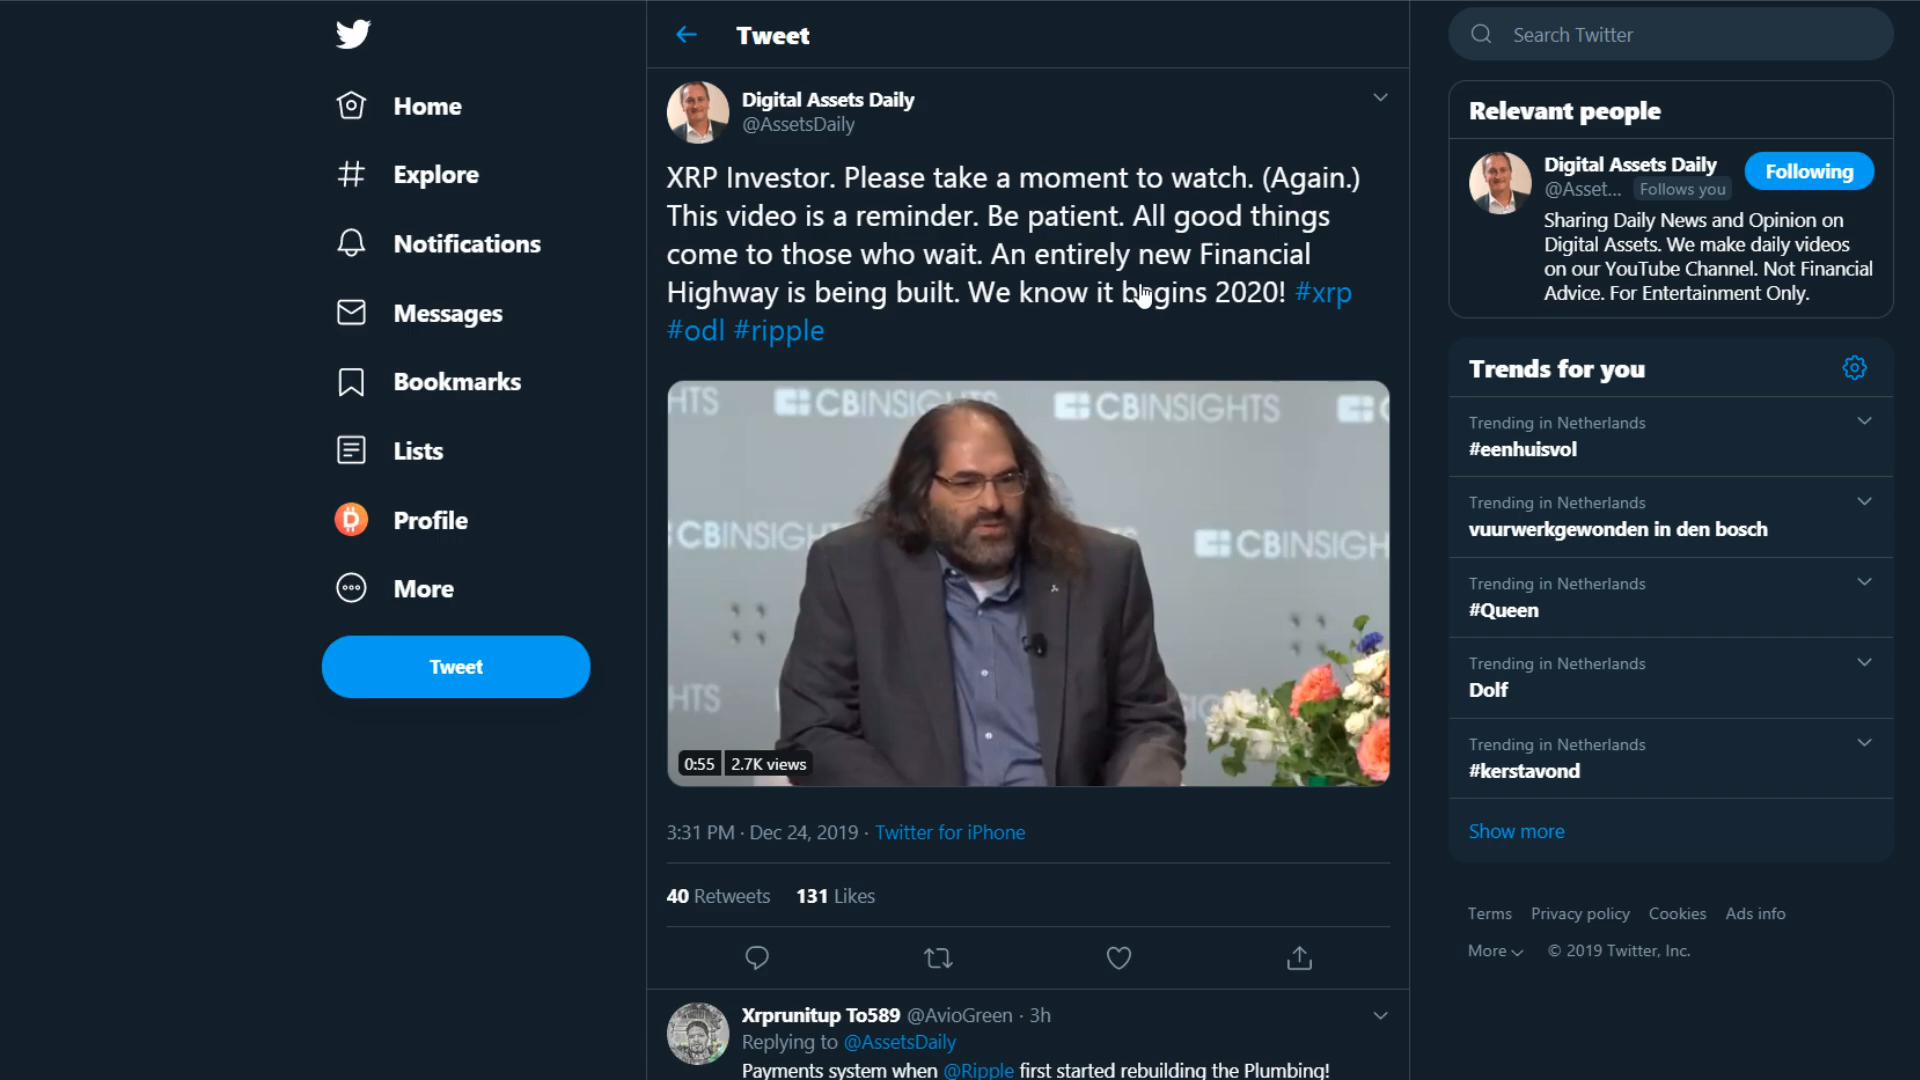 Home
Explore
Notifications
Messages
Bookmarks
Lists
Profile
More
Tweet
Tweet
Digital Assets Daily
@AssetsDaily
XRP Investor. Please take a moment to watch. (Again.)
This video is a reminder. Be patient. All good things
come to those who wait. An entirely new Financial
Highway is being built. We know it begins 2020! #xrp
#odl #ripple
HTS CBINSIGHTS CBINSIGHTS
CBINSIGH CBINSIGH
HTS
0:55 2.7K views
3:31 PM · Dec 24, 2019 · Twitter for iPhone
40 Retweets 131 Likes
Xrprunitup To589 @AvioGreen · 3h
Replying to @AssetsDaily
Payments system when @Ripple first started rebuilding the Plumbing!
Search Twitter
Relevant people
Digital Assets Daily
@Asset... Follows you
Following
Sharing Daily News and Opinion on
Digital Assets. We make daily videos
on our YouTube Channel. Not Financial
Advice. For Entertainment Only.
Trends for you
Trending in Netherlands
#eenhuisvol
Trending in Netherlands
vuurwerkgewonden in den bosch
Trending in Netherlands
#Queen
Trending in Netherlands
Dolf
Trending in Netherlands
#kerstavond
Show more
Terms Privacy policy Cookies Ads info
More © 2019 Twitter, Inc.